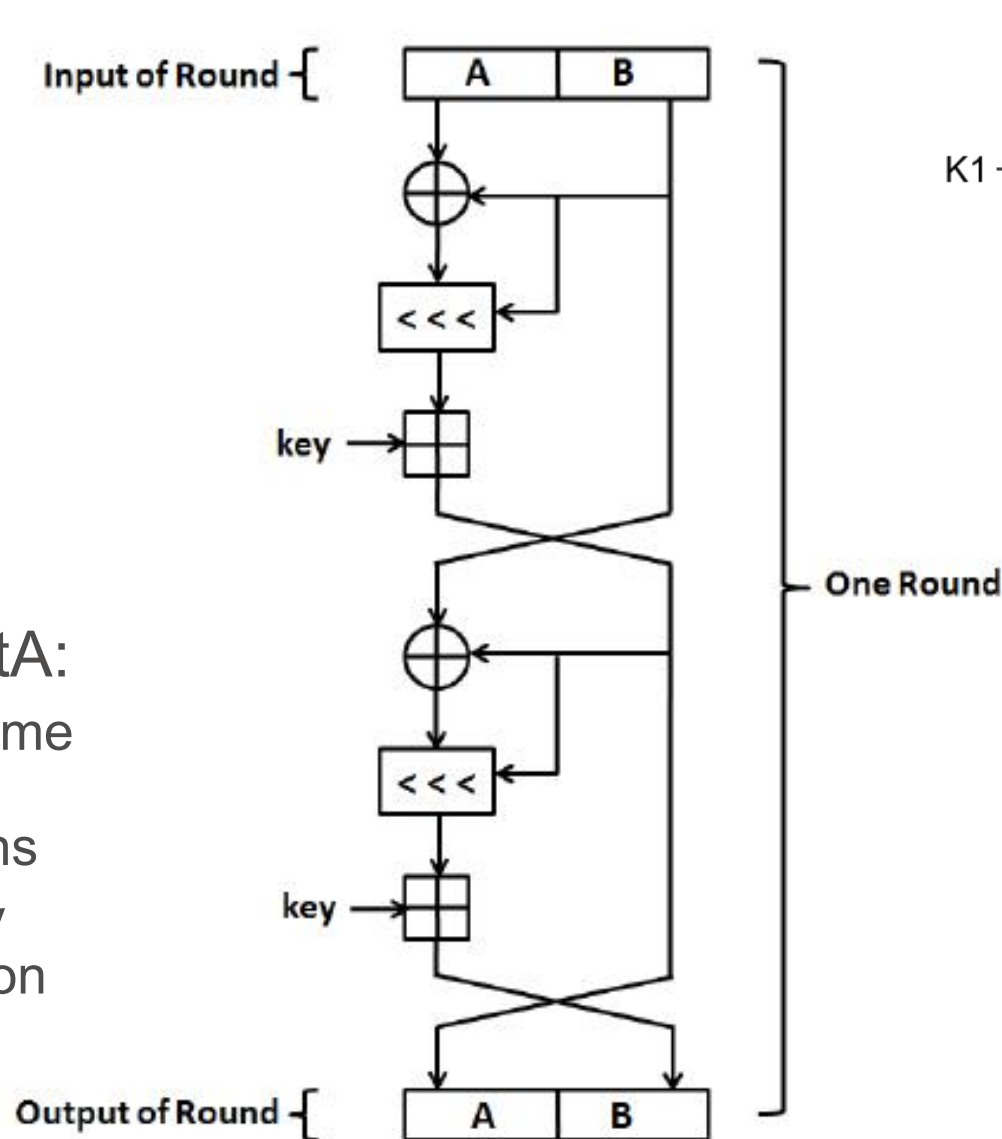 Input of Round
A B
K1
< < <
key
One Round
tA:
me
< < <
ns
key
y
on
Output of Round
A B